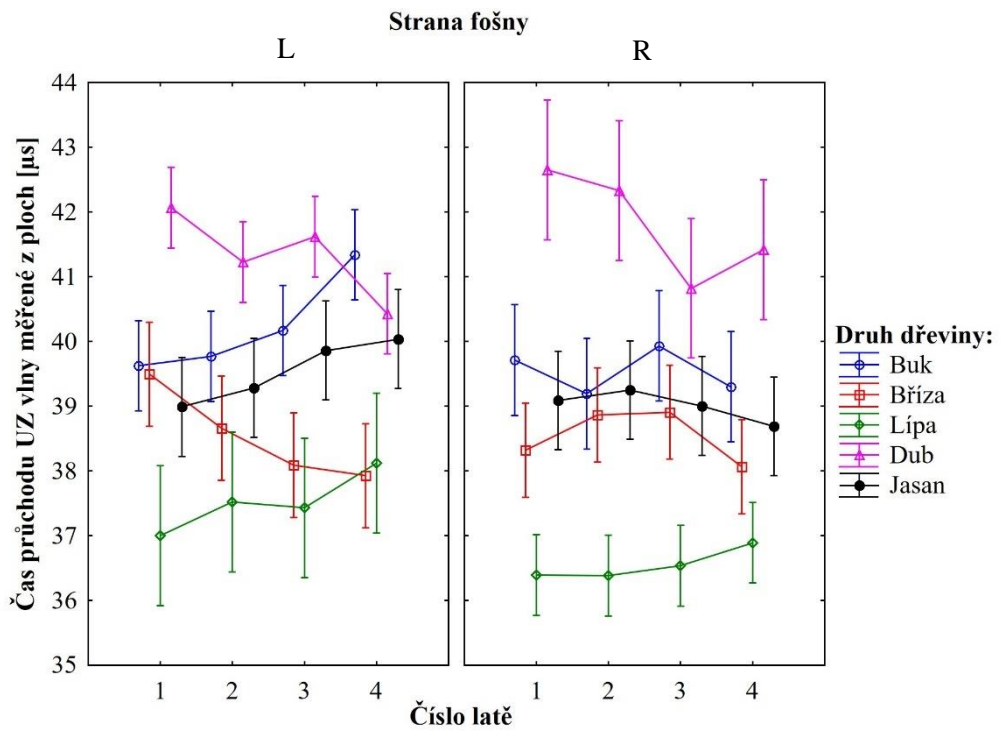 Strana fošny
L
R
44
43
42
41
40
39
38
37
36
35
Čas průchodu UZ vlny měřené z ploch [µs]
1 2 3 4
1 2 3 4
Číslo latě
Druh dřeviny:
Buk
Bříza
Lípa
Dub
Jasan